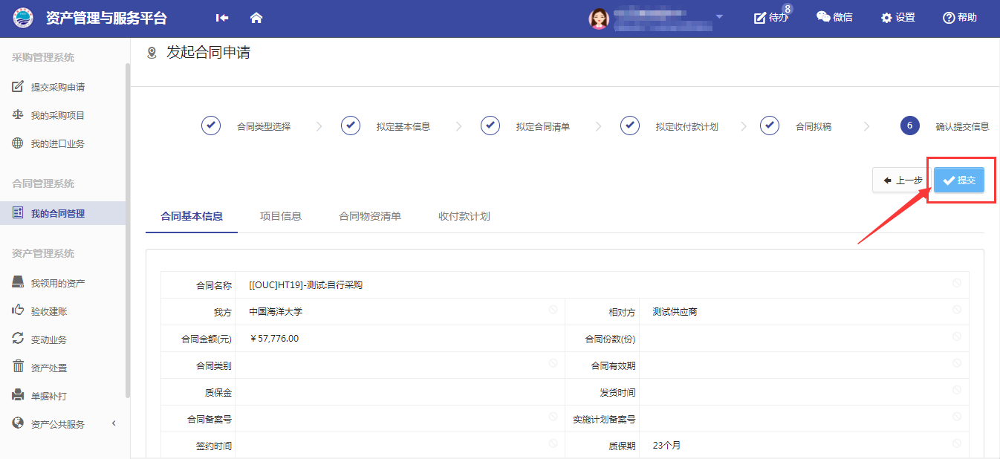 资产管理与服务平台
待办 8
微信
设置
帮助
采购管理系统
提交采购申请
我的采购项目
我的进口业务
合同管理系统
我的合同管理
资产管理系统
我领用的资产
验收建账
变动业务
资产处置
单据补打
资产公共服务
发起合同申请
合同类型选择
拟定基本信息
拟定合同清单
拟定收付款计划
合同拟稿
6 确认提交信息
上一步
提交
合同基本信息 项目信息 合同物资清单 收付款计划
合同名称 [[OUC]HT19]-测试:自行采购
我方 中国海洋大学 相对方 测试供应商
合同金额(元) ￥57,776.00 合同份数(份)
合同类别 合同有效期
质保金 发货时间
合同备案号 实施计划备案号
签约时间 质保期 23个月